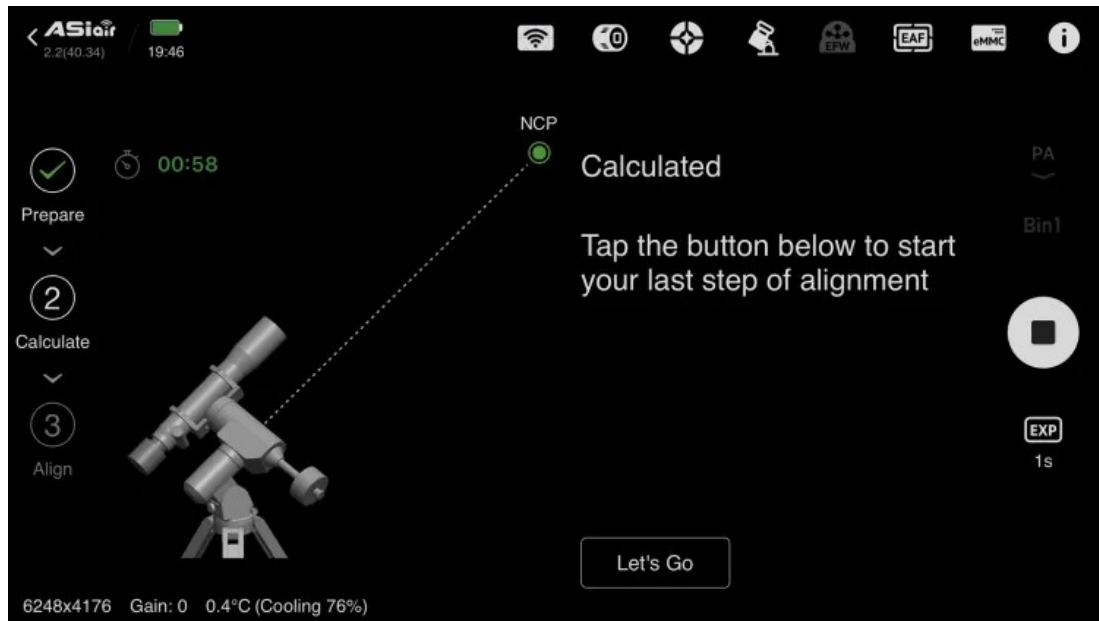 ASiair
2.2(40.34)
19:46
EFW
EAF
eMMC
i
NCP
00:58
Calculated
PA
Prepare
Bin1
Tap the button below to start
your last step of alignment
2
Calculate
3
EXP
1s
Align
Let's Go
6248x4176 Gain: 0 0.4°C (Cooling 76%)